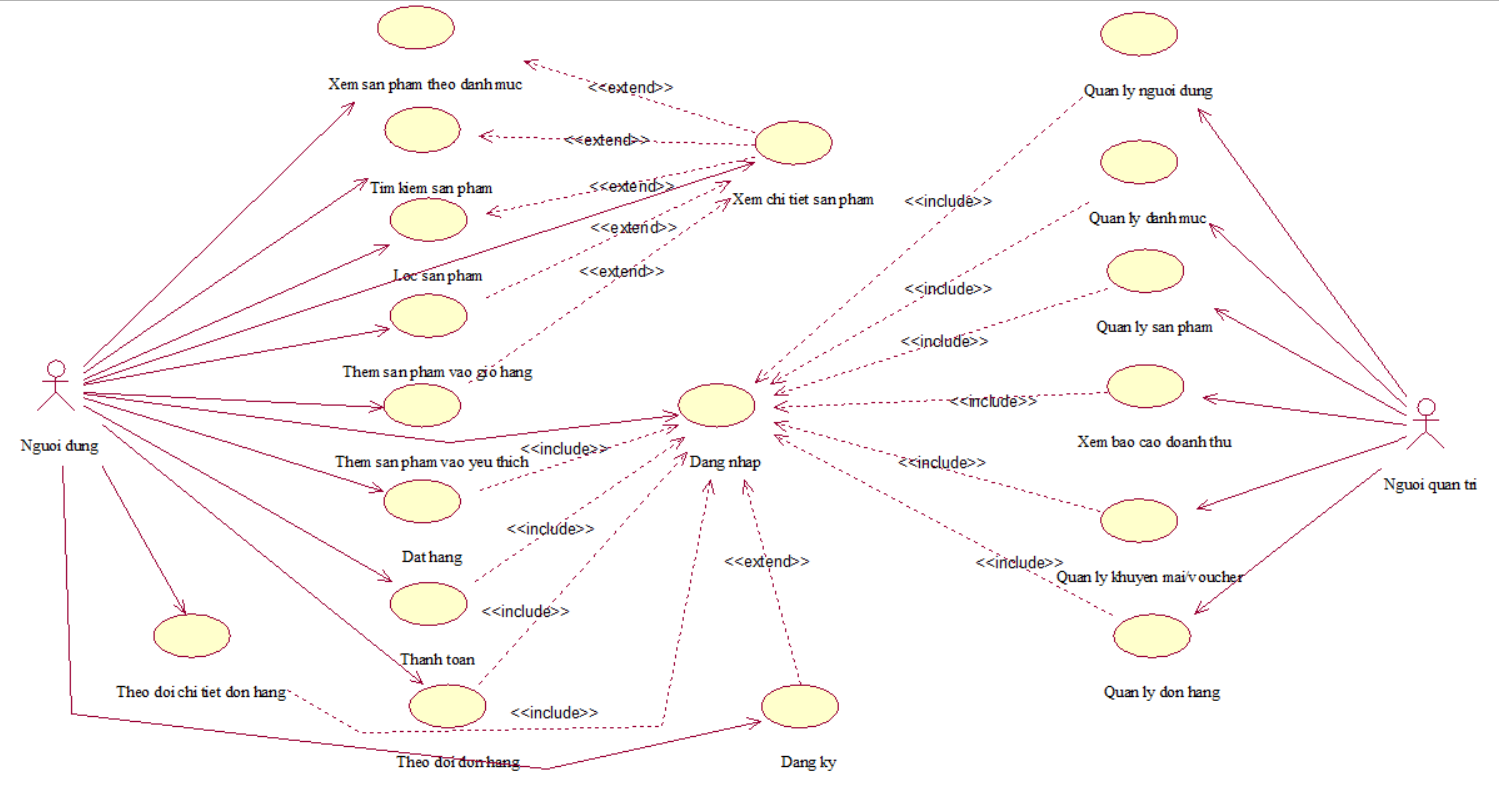 Xem san pham theo danh muc
<<extend>>
Quan ly nguoi dung
<<extend>>
Tim kiem san pham
<<extend>>
Xem chi tiet san pham
<<include>>
Quan ly danh muc
<<extend>>
Loc san pham
<<extend>>
<<include>>
Quan ly san pham
<<include>>
Them san pham vao gio hang
<<include>>
Xem bao cao doanh thu
Nguoi dung
<<include>>
Them san pham vao yeu thich
Dang nhap
<<include>>
Nguoi quan tri
<<include>>
Dat hang
<<extend>>
<<include>>
Quan ly khuyen mai/voucher
<<include>>
Thanh toan
Theo doi chi tiet don hang
<<include>>
Quan ly don hang
Theo doi don hang
Dang ky